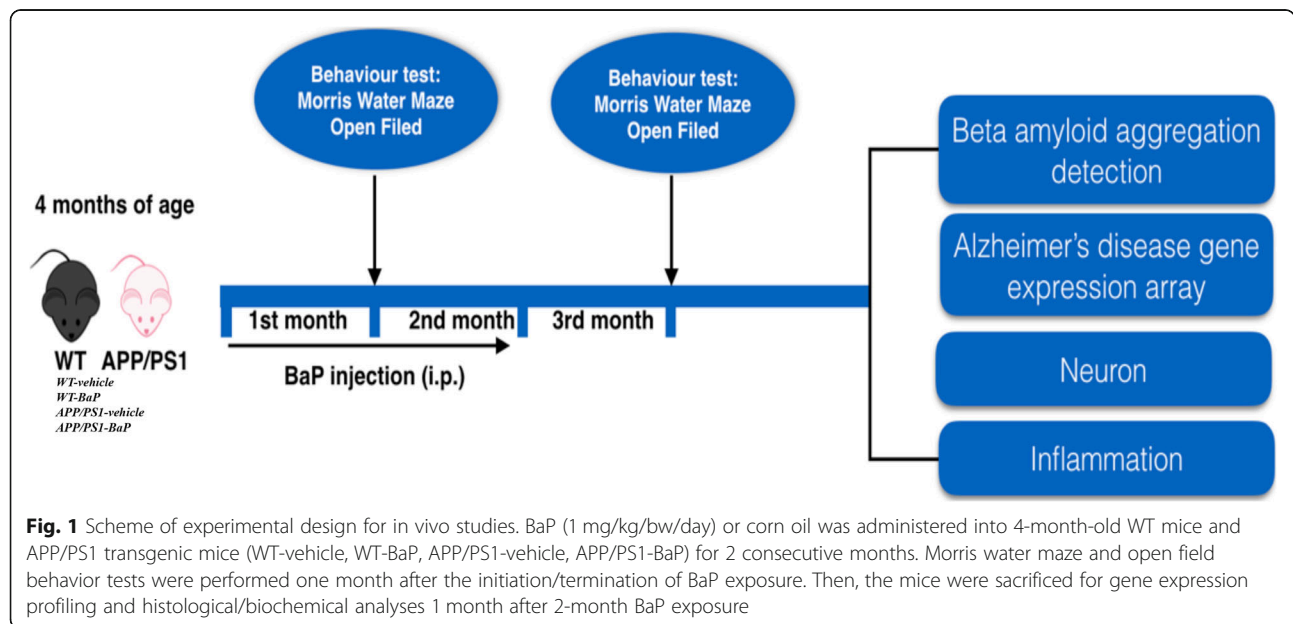 Behaviour test:
Morris Water Maze
Open Filed
Behaviour test:
Morris Water Maze
Open Filed
4 months of age
WT APP/PS1
WT-vehicle
WT-BaP
APP/PS1-vehicle
APP/PS1-BaP
1st month
2nd month
3rd month
BaP injection (i.p.)
Beta amyloid aggregation
detection
Alzheimer's disease gene
expression array
Neuron
Inflammation
Fig. 1 Scheme of experimental design for in vivo studies. BaP (1 mg/kg/bw/day) or corn oil was administered into 4-month-old WT mice and
APP/PS1 transgenic mice (WT-vehicle, WT-BaP, APP/PS1-vehicle, APP/PS1-BaP) for 2 consecutive months. Morris water maze and open field
behavior tests were performed one month after the initiation/termination of BaP exposure. Then, the mice were sacrificed for gene expression
profiling and histological/biochemical analyses 1 month after 2-month BaP exposure